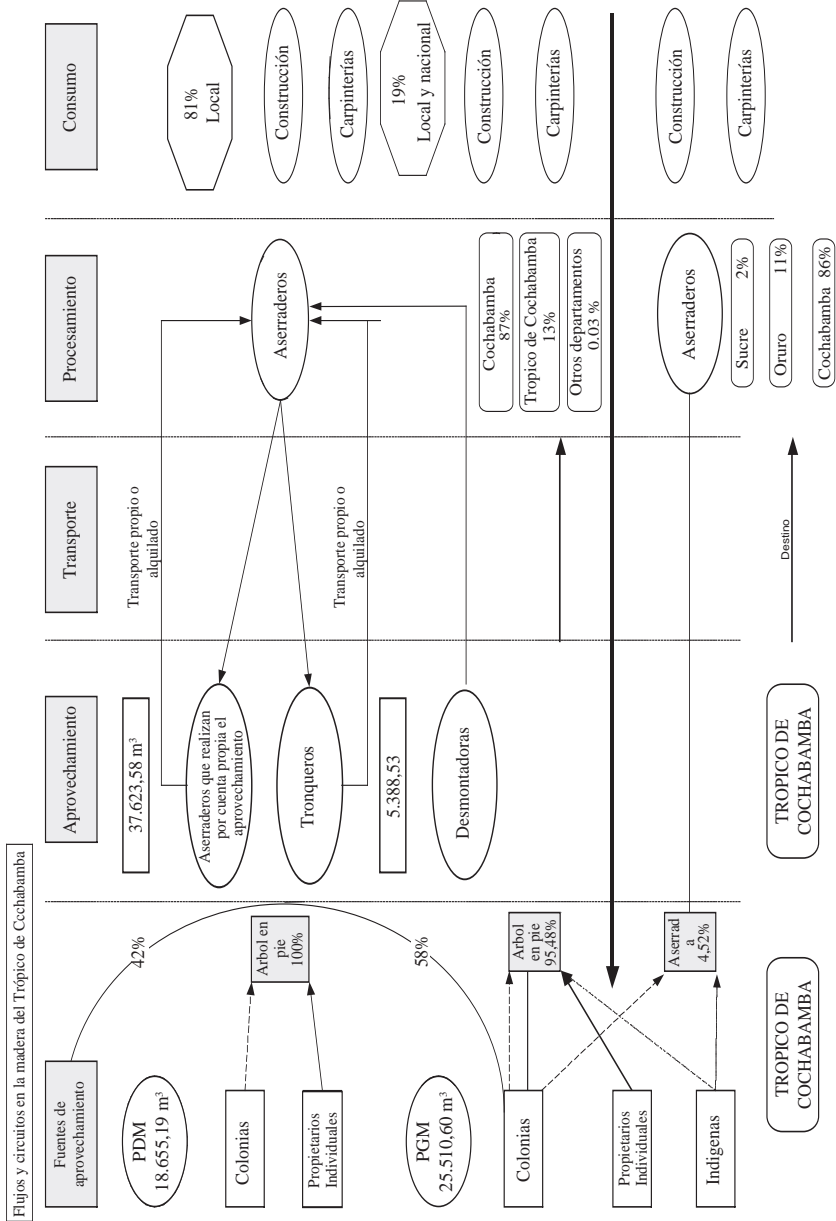 Flujos y circuitos en la madera del Trópico de Ccchabamba
Fuentes de
aprovechamiento
Aprovechamiento
Transporte
Procesamiento
Consumo
PDM
18.655,19 m³
Colonias
Propietarios
Individuales
PGM
25.510,60 m³
Colonias
Propietarios
Individuales
Indigenas
TROPICO DE
COCHABAMBA
42%
Arbol en
pie
100%
58%
Arbol
en pie
95,48%
Aserrad
a
4,52%
37.623,58 m³
Aserraderos que realizan
por cuenta propia el
aprovechamiento
Tronqueros
5.388,53
Desmontadoras
TROPICO DE
COCHABAMBA
Transporte propio o
alquilado
Transporte propio o
alquilado
Destino
Aserraderos
Cochabamba
87%
Tropico de Cochabamba
13%
Otros departamentos
0.03 %
Aserraderos
Sucre 2%
Oruro 11%
Cochabamba 86%
81%
Local
Construcción
Carpinterías
19%
Local y nacional
Construcción
Carpinterías
Construcción
Carpinterías